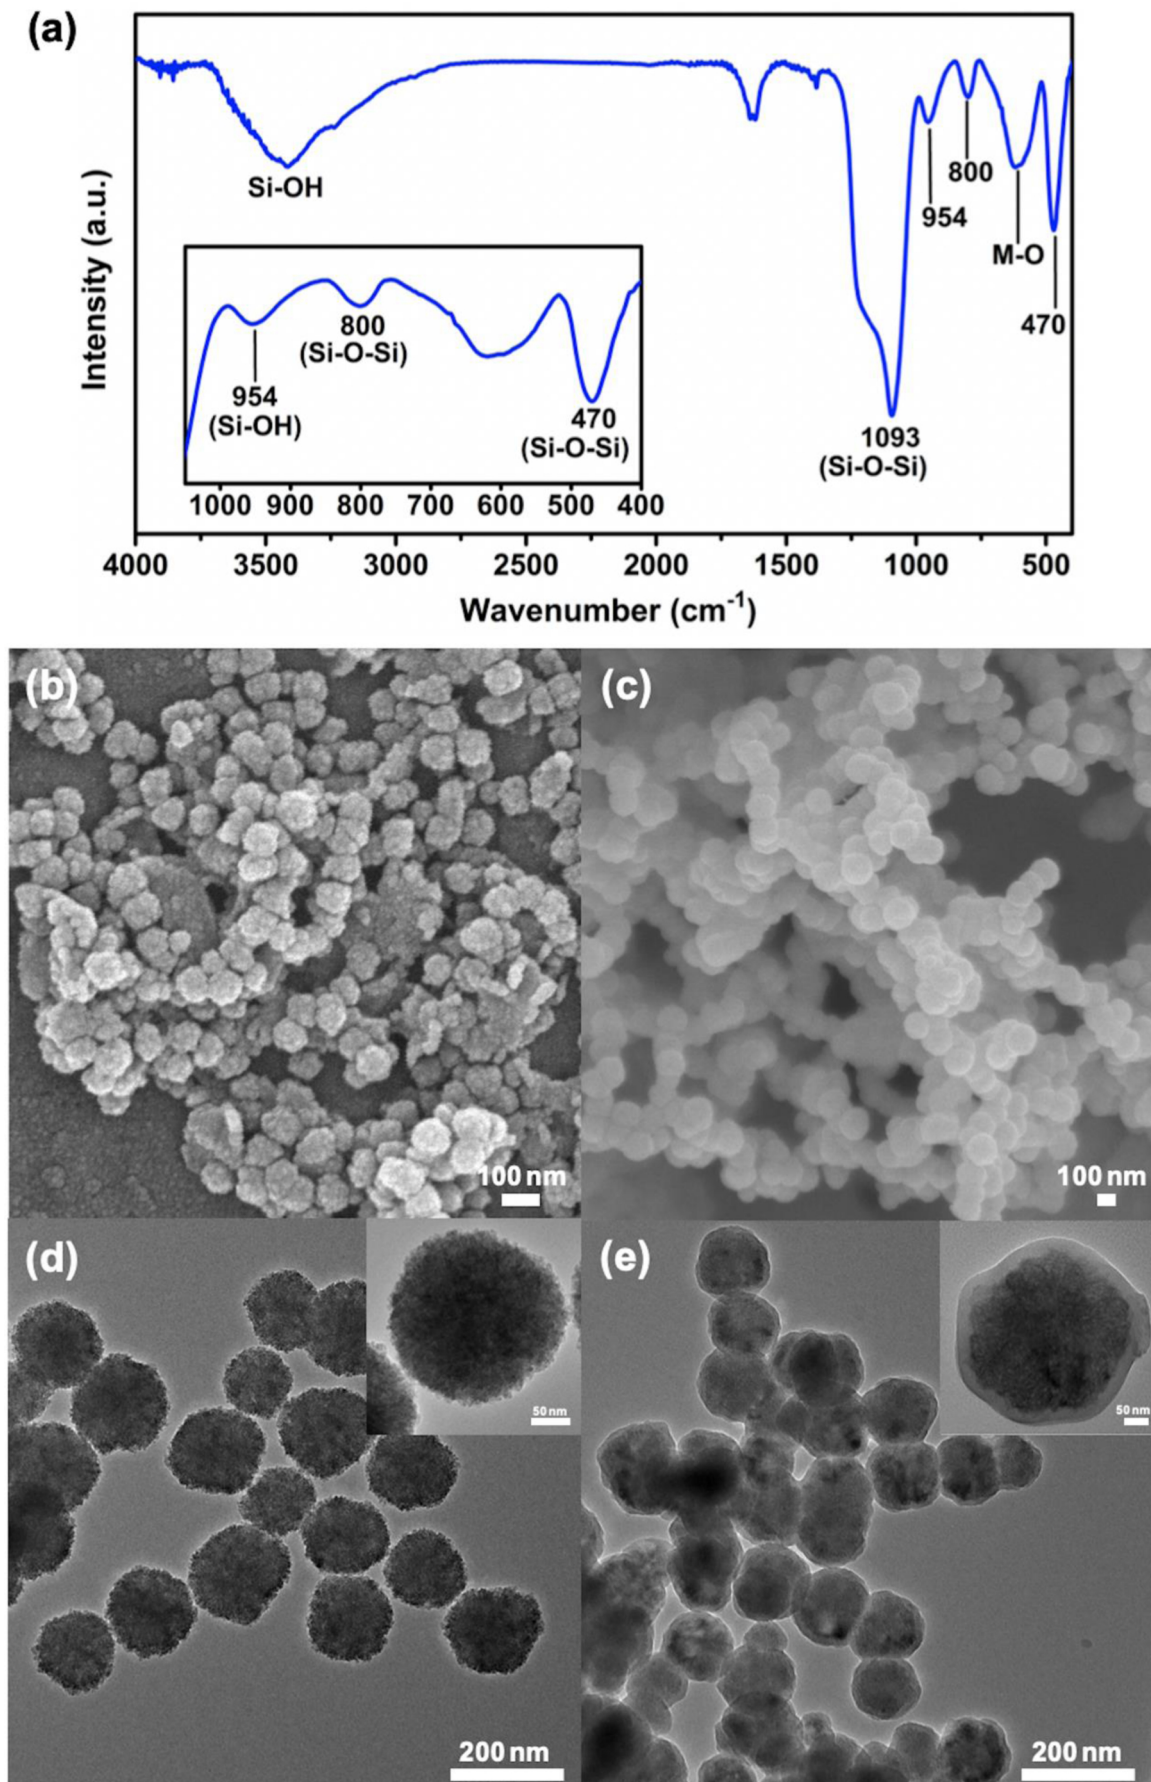 (a)
Intensity (a.u.)
Si-OH
954
800
M-O
470
1093
(Si-O-Si)
800
(Si-O-Si)
954
(Si-OH)
470
(Si-O-Si)
1000 900 800 700 600 500 400
4000 3500 3000 2500 2000 1500 1000 500
Wavenumber (cm-1)
(b)
100 nm
(c)
100 nm
(d)
50 nm
200 nm
(e)
50 nm
200 nm